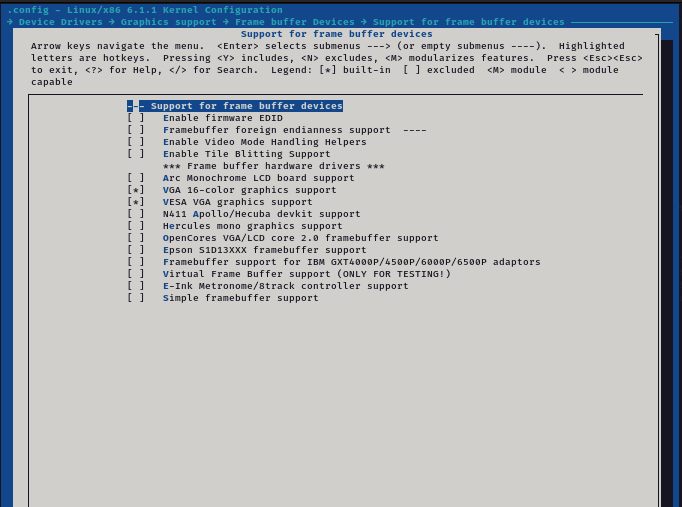 .config - Linux/x86 6.1.1 Kernel Configuration
→ Device Drivers → Graphics support → Frame buffer Devices → Support for frame buffer devices
Support for frame buffer devices
Arrow keys navigate the menu.  <Enter> selects submenus ---> (or empty submenus ----).  Highlighted
letters are hotkeys.  Pressing <Y> includes, <N> excludes, <M> modularizes features.  Press <Esc><Esc>
to exit, <?> for Help, </> for Search.  Legend: [*] built-in  [ ] excluded  <M> module  < > module
capable
--- Support for frame buffer devices
[ ]   Enable firmware EDID
[ ]   Framebuffer foreign endianness support  ----
[ ]   Enable Video Mode Handling Helpers
[ ]   Enable Tile Blitting Support
*** Frame buffer hardware drivers ***
[ ]   Arc Monochrome LCD board support
[*]   VGA 16-color graphics support
[*]   VESA VGA graphics support
[ ]   N411 Apollo/Hecuba devkit support
[ ]   Hercules mono graphics support
[ ]   OpenCores VGA/LCD core 2.0 framebuffer support
[ ]   Epson S1D13XXX framebuffer support
[ ]   Framebuffer support for IBM GXT4000P/4500P/6000P/6500P adaptors
[ ]   Virtual Frame Buffer support (ONLY FOR TESTING!)
[ ]   E-Ink Metronome/8track controller support
[ ]   Simple framebuffer support